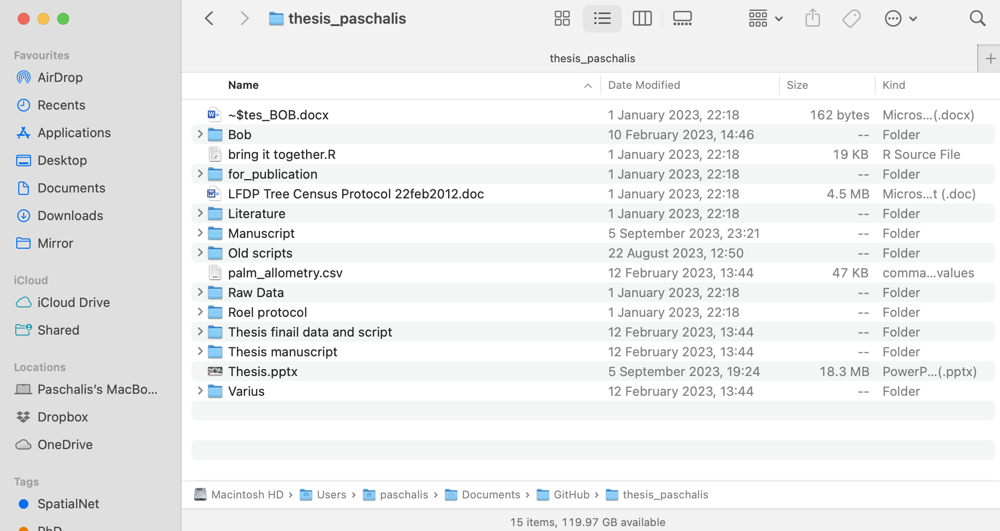 thesis_paschalis
Favourites
AirDrop
Recents
Applications
Desktop
Documents
Downloads
Mirror
iCloud
iCloud Drive
Shared
Locations
Paschalis’s MacBo...
Dropbox
OneDrive
Tags
SpatialNet
PhD
thesis_paschalis
Name Date Modified Size Kind
~$tes_BOB.docx 1 January 2023, 22:18 162 bytes Micros...(.docx)
Bob 10 February 2023, 14:46 -- Folder
bring it together.R 1 January 2023, 22:18 19 KB R Source File
for_publication 1 January 2023, 22:18 -- Folder
LFDP Tree Census Protocol 22feb2012.doc 1 January 2023, 22:18 4.5 MB Micros...t (.doc)
Literature 1 January 2023, 22:18 -- Folder
Manuscript 5 September 2023, 23:21 -- Folder
Old scripts 22 August 2023, 12:50 -- Folder
palm_allometry.csv 12 February 2023, 13:44 47 KB comma...values
Raw Data 1 January 2023, 22:18 -- Folder
Roel protocol 1 January 2023, 22:18 -- Folder
Thesis finail data and script 12 February 2023, 13:44 -- Folder
Thesis manuscript 12 February 2023, 13:44 -- Folder
Thesis.pptx 5 September 2023, 19:24 18.3 MB PowerP...(.pptx)
Varius 12 February 2023, 13:44 -- Folder
Macintosh HD › Users › paschalis › Documents › GitHub › thesis_paschalis
15 items, 119.97 GB available